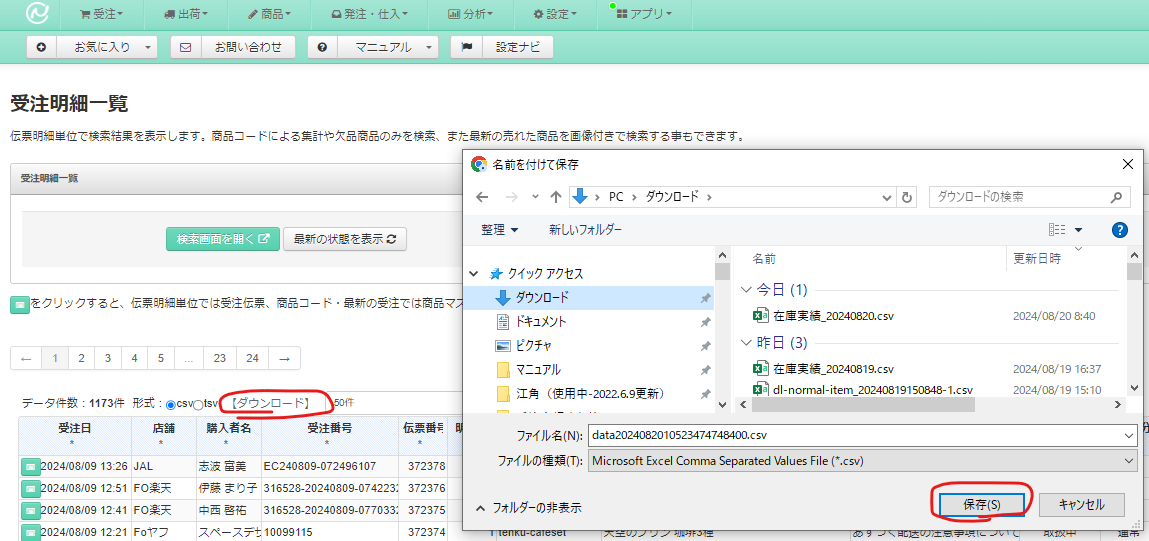 受注 出荷 商品 発注・仕入 分析 設定 アプリ
お気に入り お問い合わせ マニュアル 設定ナビ
受注明細一覧
伝票明細単位で検索結果を表示します。商品コードによる集計や欠品商品のみを検索、また最新の売れた商品を画像付きで検索する事もできます。
受注明細一覧
検索画面を開く 最新の状態を表示
をクリックすると、伝票明細単位では受注伝票、商品コード・最新の受注では商品マス
← 1 2 3 4 5 ... 23 24 →
データ件数：1173件 形式： csv tsv 【ダウンロード】 50件
受注日 店舗 購入者名 受注番号 伝票番号 明
* * * * *
2024/08/09 13:26 JAL 志波 富美 EC240809-072496107 372378
2024/08/09 12:51 FO楽天 伊藤 まり子 316528-20240809-0742232 372376
2024/08/09 12:41 FO楽天 中西 啓祐 316528-20240809-0770332 372375
2024/08/09 12:21 Foヤフ スペースデサ 10099115 372374 1 tenku-cafeset 天空のプリン 珈琲3種 あすつく配送の注意事項について 取扱中 通常
名前を付けて保存
PC ダウンロード ダウンロードの検索
整理 新しいフォルダー
クイック アクセス
ダウンロード
ドキュメント
ピクチャ
マニュアル
江角（使用中-2022.6.9更新）
名前 更新日時
今日 (1)
在庫実績_20240820.csv 2024/08/20 8:40
昨日 (3)
在庫実績_20240819.csv 2024/08/19 16:37
dl-normal-item_20240819150848-1.csv 2024/08/19 15:10
ファイル名(N): data2024082010523474748400.csv
ファイルの種類(T): Microsoft Excel Comma Separated Values File (*.csv)
フォルダーの非表示 保存(S) キャンセル